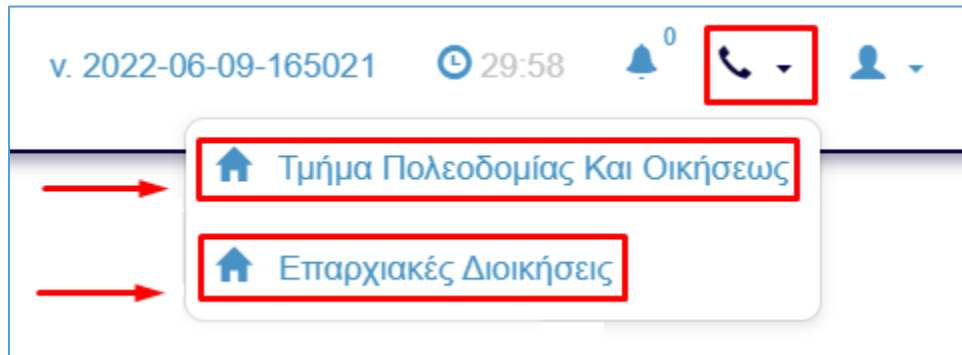 v. 2022-06-09-165021 29:58 0
Τμήμα Πολεοδομίας Και Οικήσεως
Επαρχιακές Διοικήσεις